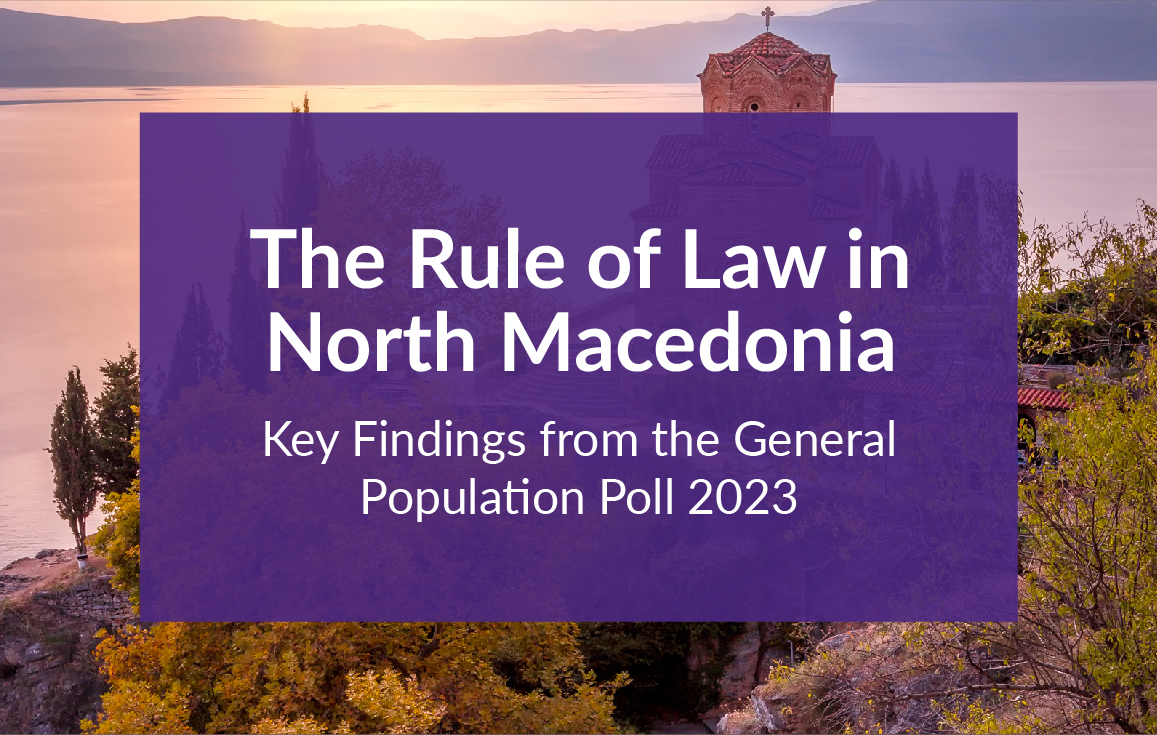 The Rule of Law in
North Macedonia
Key Findings from the General
Population Poll 2023